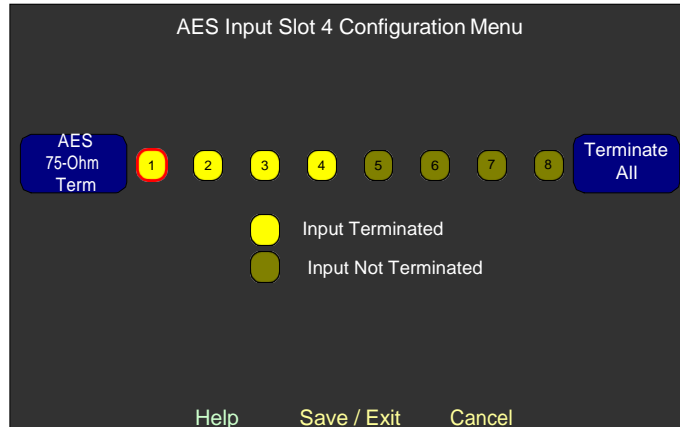 AES Input Slot 4 Configuration Menu
AES
75-Ohm
Term
1 2 3 4 5 6 7 8
Terminate
All
Input Terminated
Input Not Terminated
Help Save / Exit Cancel